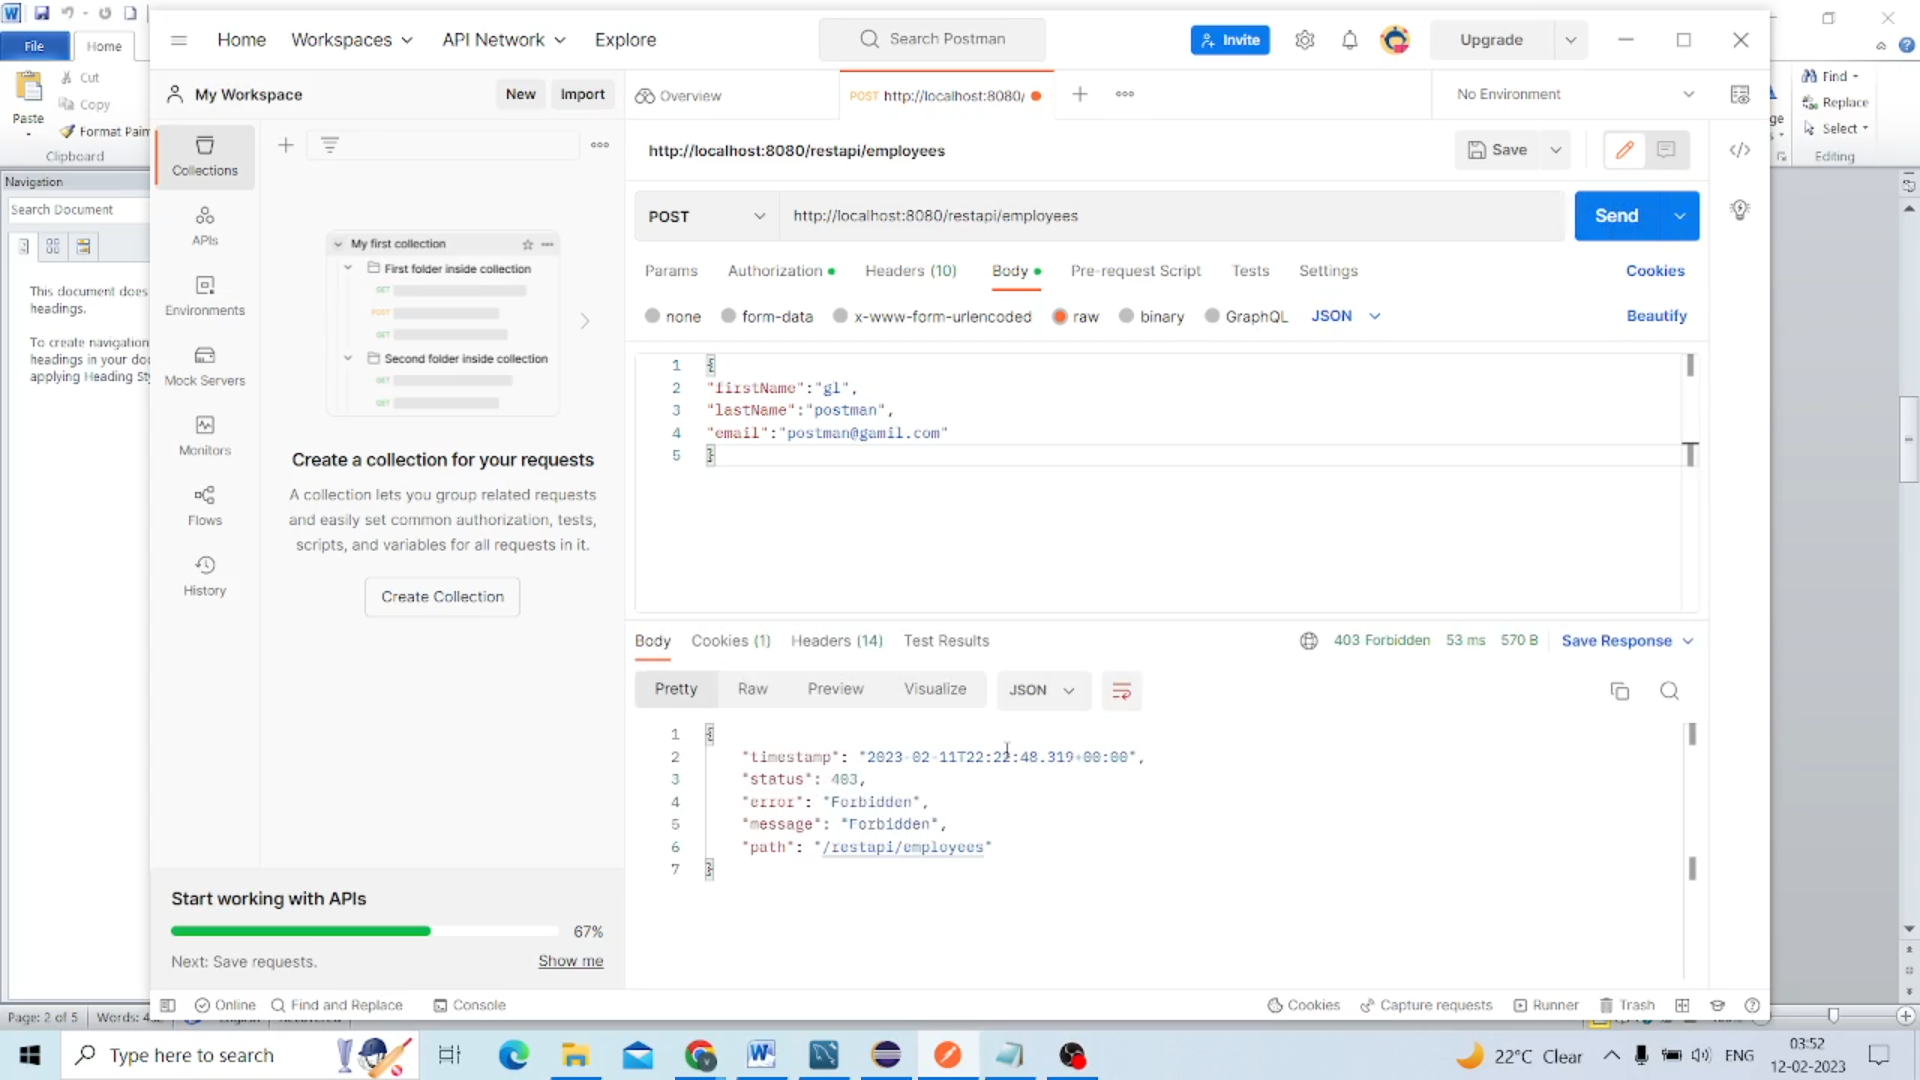 File
Home
Cut
Copy
Paste
Format Pain
Clipboard
Navigation
Search Document
This document does
headings.
To create navigation
headings in your doc
applying Heading Sty
Home
Workspaces
API Network
Explore
Search Postman
Invite
Upgrade
Find
Replace
Select
Editing
ge
My Workspace
New
Import
Overview
POST http://localhost:8080/
No Environment
Collections
APIs
Environments
Mock Servers
Monitors
Flows
History
http://localhost:8080/restapi/employees
Save
POST
http://localhost:8080/restapi/employees
Send
Params
Authorization
Headers (10)
Body
Pre-request Script
Tests
Settings
Cookies
none
form-data
x-www-form-urlencoded
raw
binary
GraphQL
JSON
Beautify
1 {
2 "firstName":"gl",
3 "lastName":"postman",
4 "email":"postman@gamil.com"
5 }
My first collection
First folder inside collection
GET
POST
GET
Second folder inside collection
GET
GET
Create a collection for your requests
A collection lets you group related requests
and easily set common authorization, tests,
scripts, and variables for all requests in it.
Create Collection
Body
Cookies (1)
Headers (14)
Test Results
403 Forbidden
53 ms
570 B
Save Response
Pretty
Raw
Preview
Visualize
JSON
1 {
2 "timestamp": "2023-02-11T22:22:48.319+00:00",
3 "status": 403,
4 "error": "Forbidden",
5 "message": "Forbidden",
6 "path": "/restapi/employees"
7 }
Start working with APIs
67%
Next: Save requests.
Show me
Online
Find and Replace
Console
Cookies
Capture requests
Runner
Trash
Page: 2 of 5
Type here to search
22°C Clear
ENG
03:52
12-02-2023